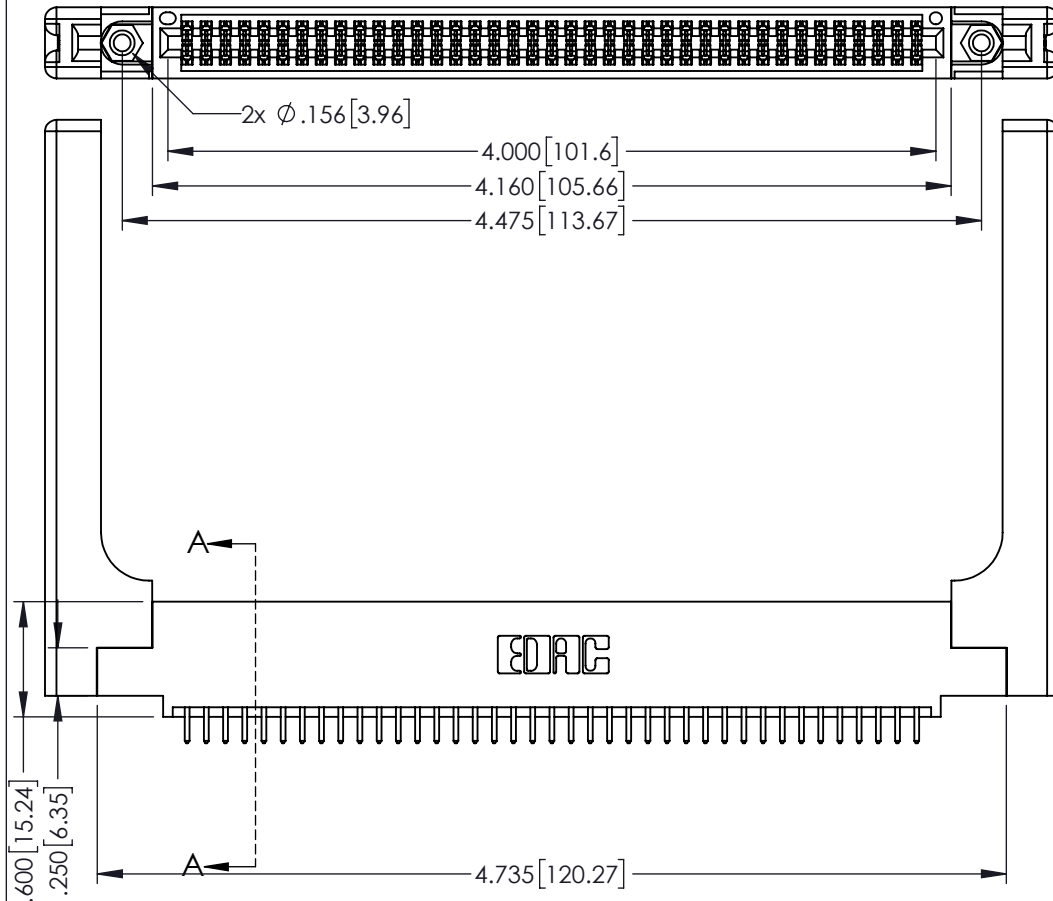 2x Ø.156[3.96]
4.000[101.6]
4.160[105.66]
4.475[113.67]
A
EDAC
.600[15.24]
.250[6.35]
A
4.735[120.27]